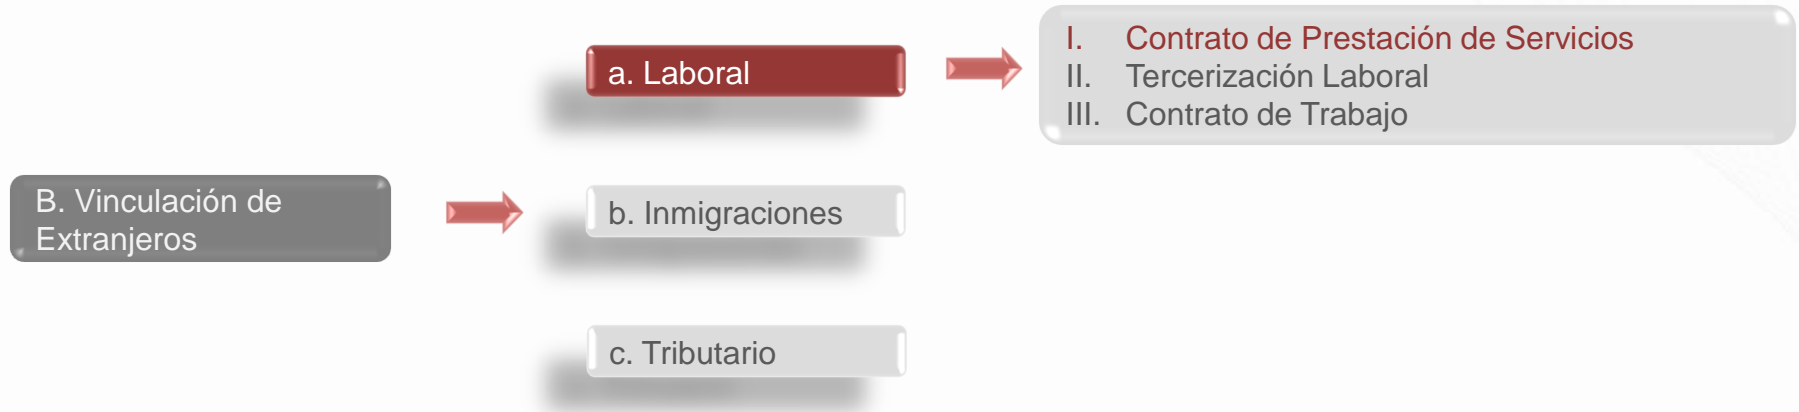 B. Vinculación de
Extranjeros
a. Laboral
b. Inmigraciones
c. Tributario
I. Contrato de Prestación de Servicios
II. Tercerización Laboral
III. Contrato de Trabajo